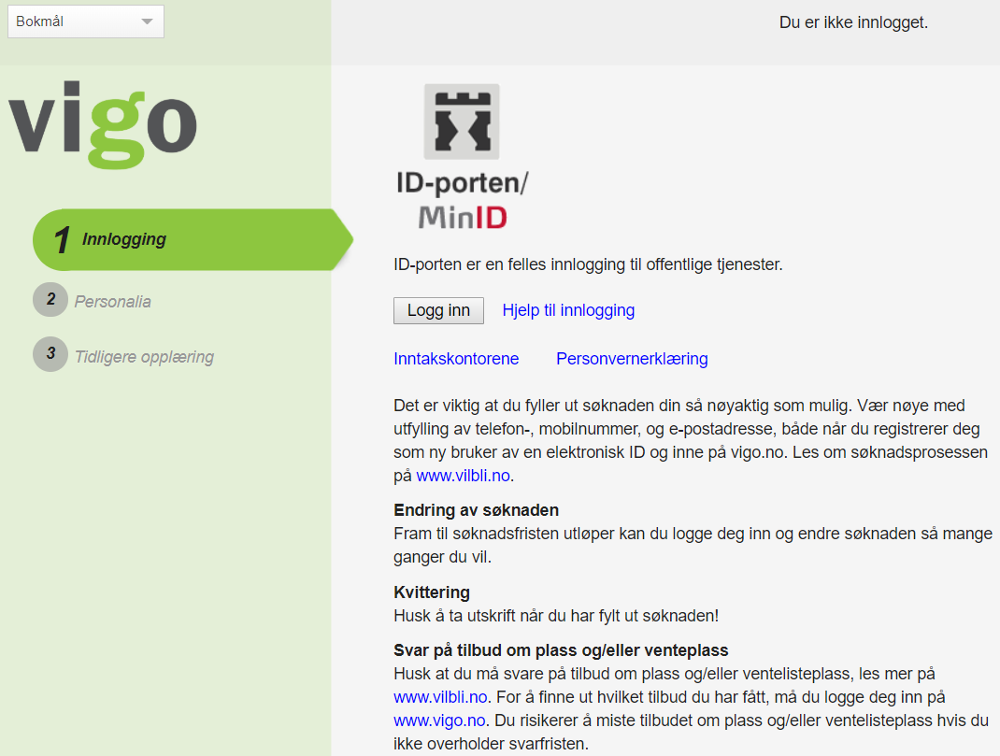 Bokmål
Du er ikke innlogget.
vigo
ID-porten/
MinID
1 Innlogging
2 Personalia
3 Tidligere opplæring
ID-porten er en felles innlogging til offentlige tjenester.
Logg inn Hjelp til innlogging
Inntakskontorene Personvernerklæring
Det er viktig at du fyller ut søknaden din så nøyaktig som mulig. Vær nøye med
utfylling av telefon-, mobilnummer, og e-postadresse, både når du registrerer deg
som ny bruker av en elektronisk ID og inne på vigo.no. Les om søknadsprosessen
på www.vilbli.no.
Endring av søknaden
Fram til søknadsfristen utløper kan du logge deg inn og endre søknaden så mange
ganger du vil.
Kvittering
Husk å ta utskrift når du har fylt ut søknaden!
Svar på tilbud om plass og/eller venteplass
Husk at du må svare på tilbud om plass og/eller ventelisteplass, les mer på
www.vilbli.no. For å finne ut hvilket tilbud du har fått, må du logge deg inn på
www.vigo.no. Du risikerer å miste tilbudet om plass og/eller ventelisteplass hvis du
ikke overholder svarfristen.